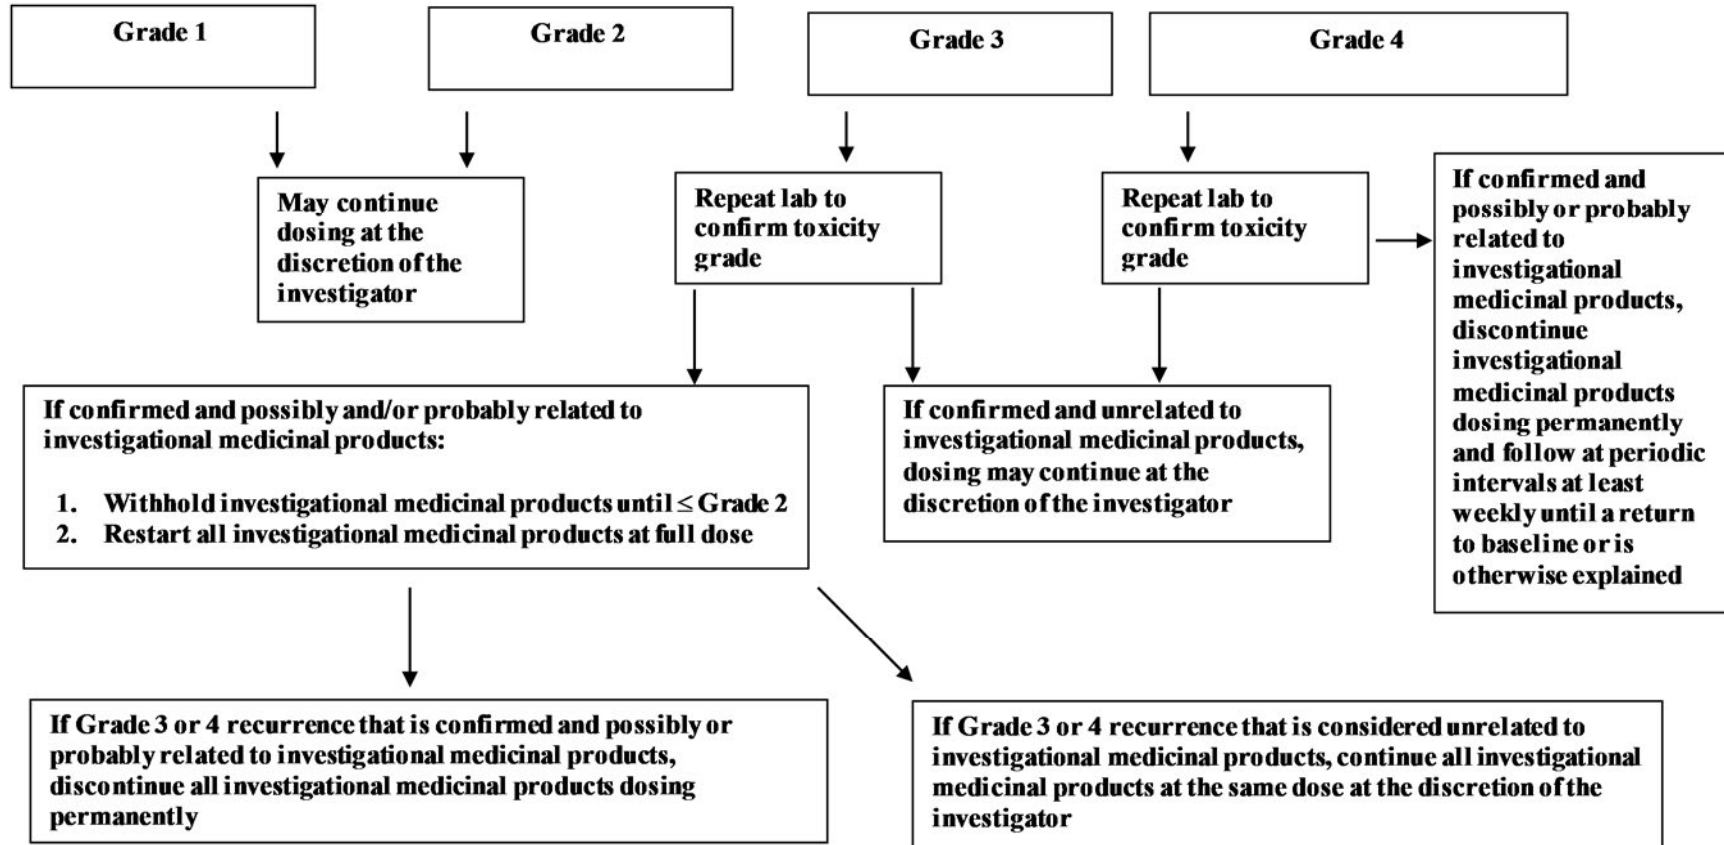 Grade 1
Grade 2
Grade 3
Grade 4
May continue
dosing at the
discretion of the
investigator
Repeat lab to
confirm toxicity
grade
Repeat lab to
confirm toxicity
grade
If confirmed and
possibly or probably
related to
investigational
medicinal products,
discontinue
investigational
medicinal products
dosing permanently
and follow at periodic
intervals at least
weekly until a return
to baseline or is
otherwise explained
If confirmed and possibly and/or probably related to
investigational medicinal products:
1. Withhold investigational medicinal products until ≤ Grade 2
2. Restart all investigational medicinal products at full dose
If confirmed and unrelated to
investigational medicinal products,
dosing may continue at the
discretion of the investigator
If Grade 3 or 4 recurrence that is confirmed and possibly or
probably related to investigational medicinal products,
discontinue all investigational medicinal products dosing
permanently
If Grade 3 or 4 recurrence that is considered unrelated to
investigational medicinal products, continue all investigational
medicinal products at the same dose at the discretion of the
investigator